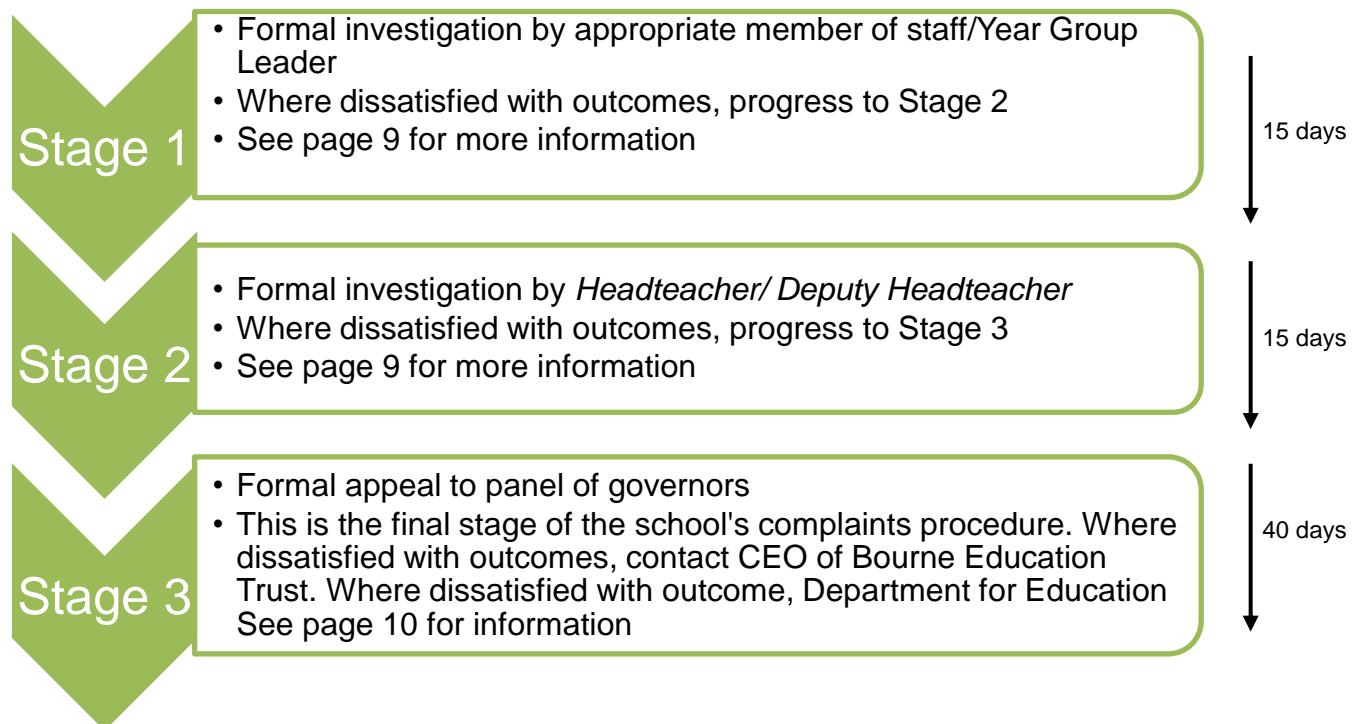 Stage 1
• Formal investigation by appropriate member of staff/Year Group
Leader
• Where dissatisfied with outcomes, progress to Stage 2
• See page 9 for more information
15 days
Stage 2
• Formal investigation by Headteacher/ Deputy Headteacher
• Where dissatisfied with outcomes, progress to Stage 3
• See page 9 for more information
15 days
Stage 3
• Formal appeal to panel of governors
• This is the final stage of the school's complaints procedure. Where
dissatisfied with outcomes, contact CEO of Bourne Education
Trust. Where dissatisfied with outcome, Department for Education
See page 10 for information
40 days